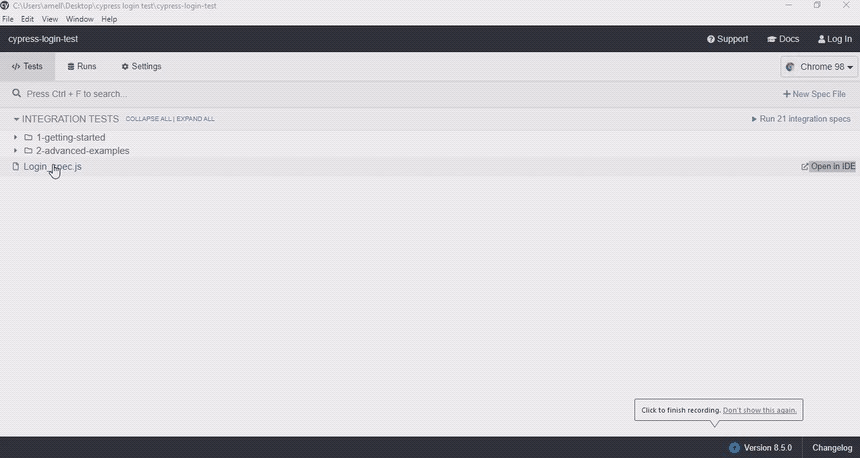 C:\Users\amell\Desktop\cypress login test\cypress-login-test
File Edit View Window Help
cypress-login-test
Support Docs Log In
</> Tests Runs Settings Chrome 98
Press Ctrl + F to search... + New Spec File
INTEGRATION TESTS COLLAPSE ALL | EXPAND ALL Run 21 integration specs
1-getting-started
2-advanced-examples
Login_spec.js Open in IDE
Click to finish recording. Don't show this again.
Version 8.5.0 Changelog